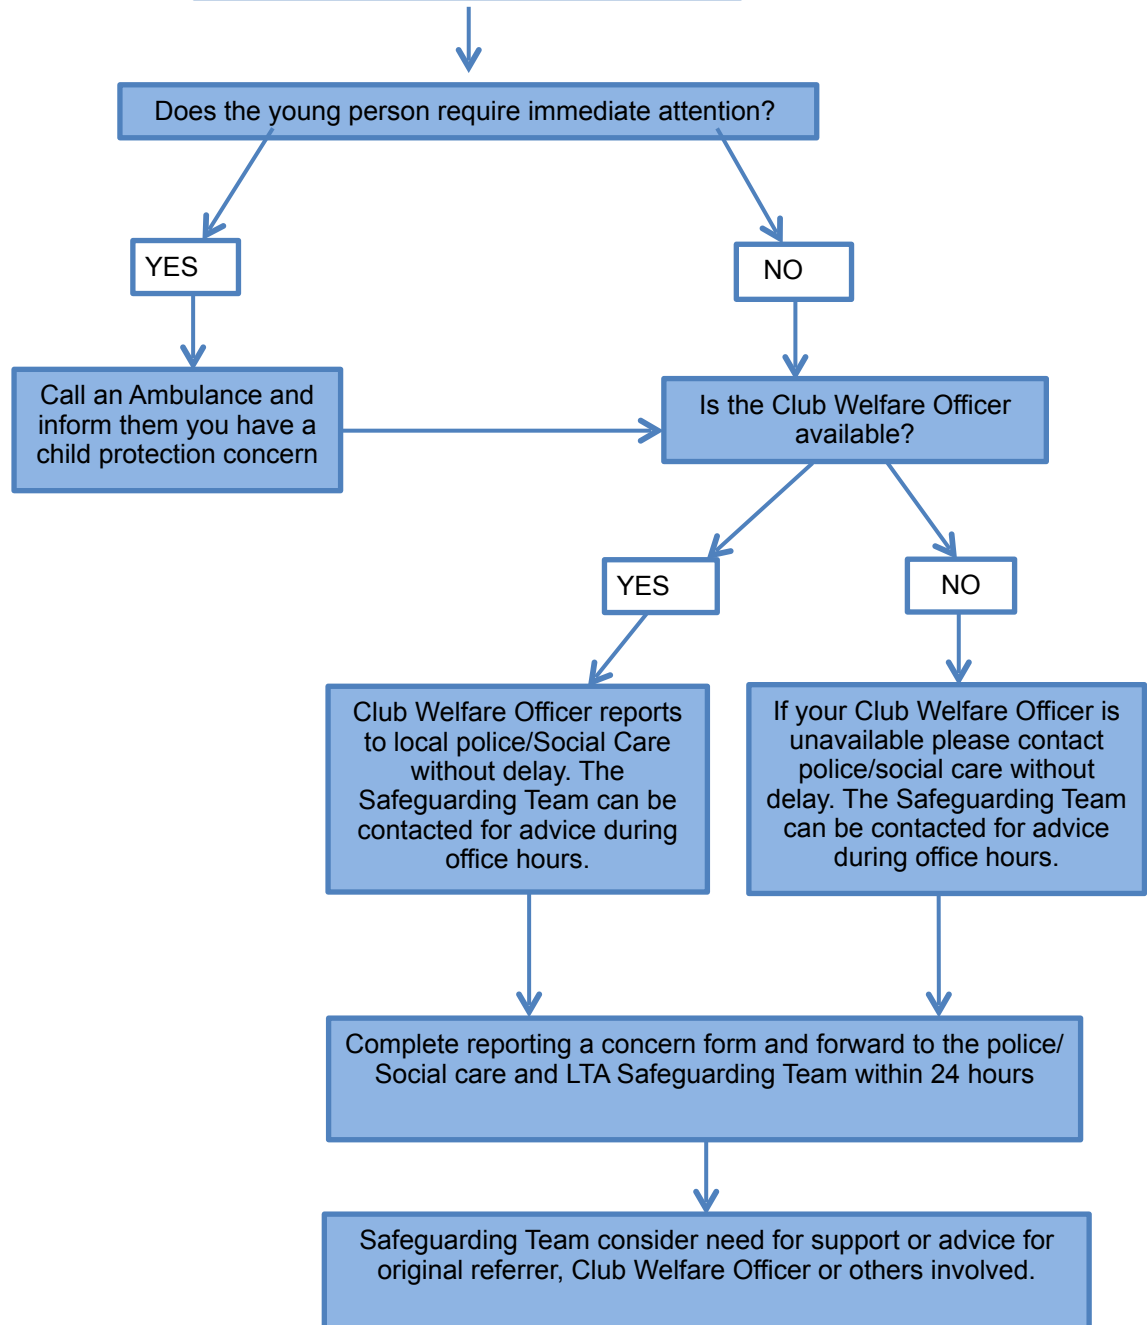 Does the young person require immediate attention?
YES
NO
Call an Ambulance and
inform them you have a
child protection concern
Is the Club Welfare Officer
available?
YES
NO
Club Welfare Officer reports
to local police/Social Care
without delay. The
Safeguarding Team can be
contacted for advice during
office hours.
If your Club Welfare Officer is
unavailable please contact
police/social care without
delay. The Safeguarding Team
can be contacted for advice
during office hours.
Complete reporting a concern form and forward to the police/
Social care and LTA Safeguarding Team within 24 hours
Safeguarding Team consider need for support or advice for
original referrer, Club Welfare Officer or others involved.